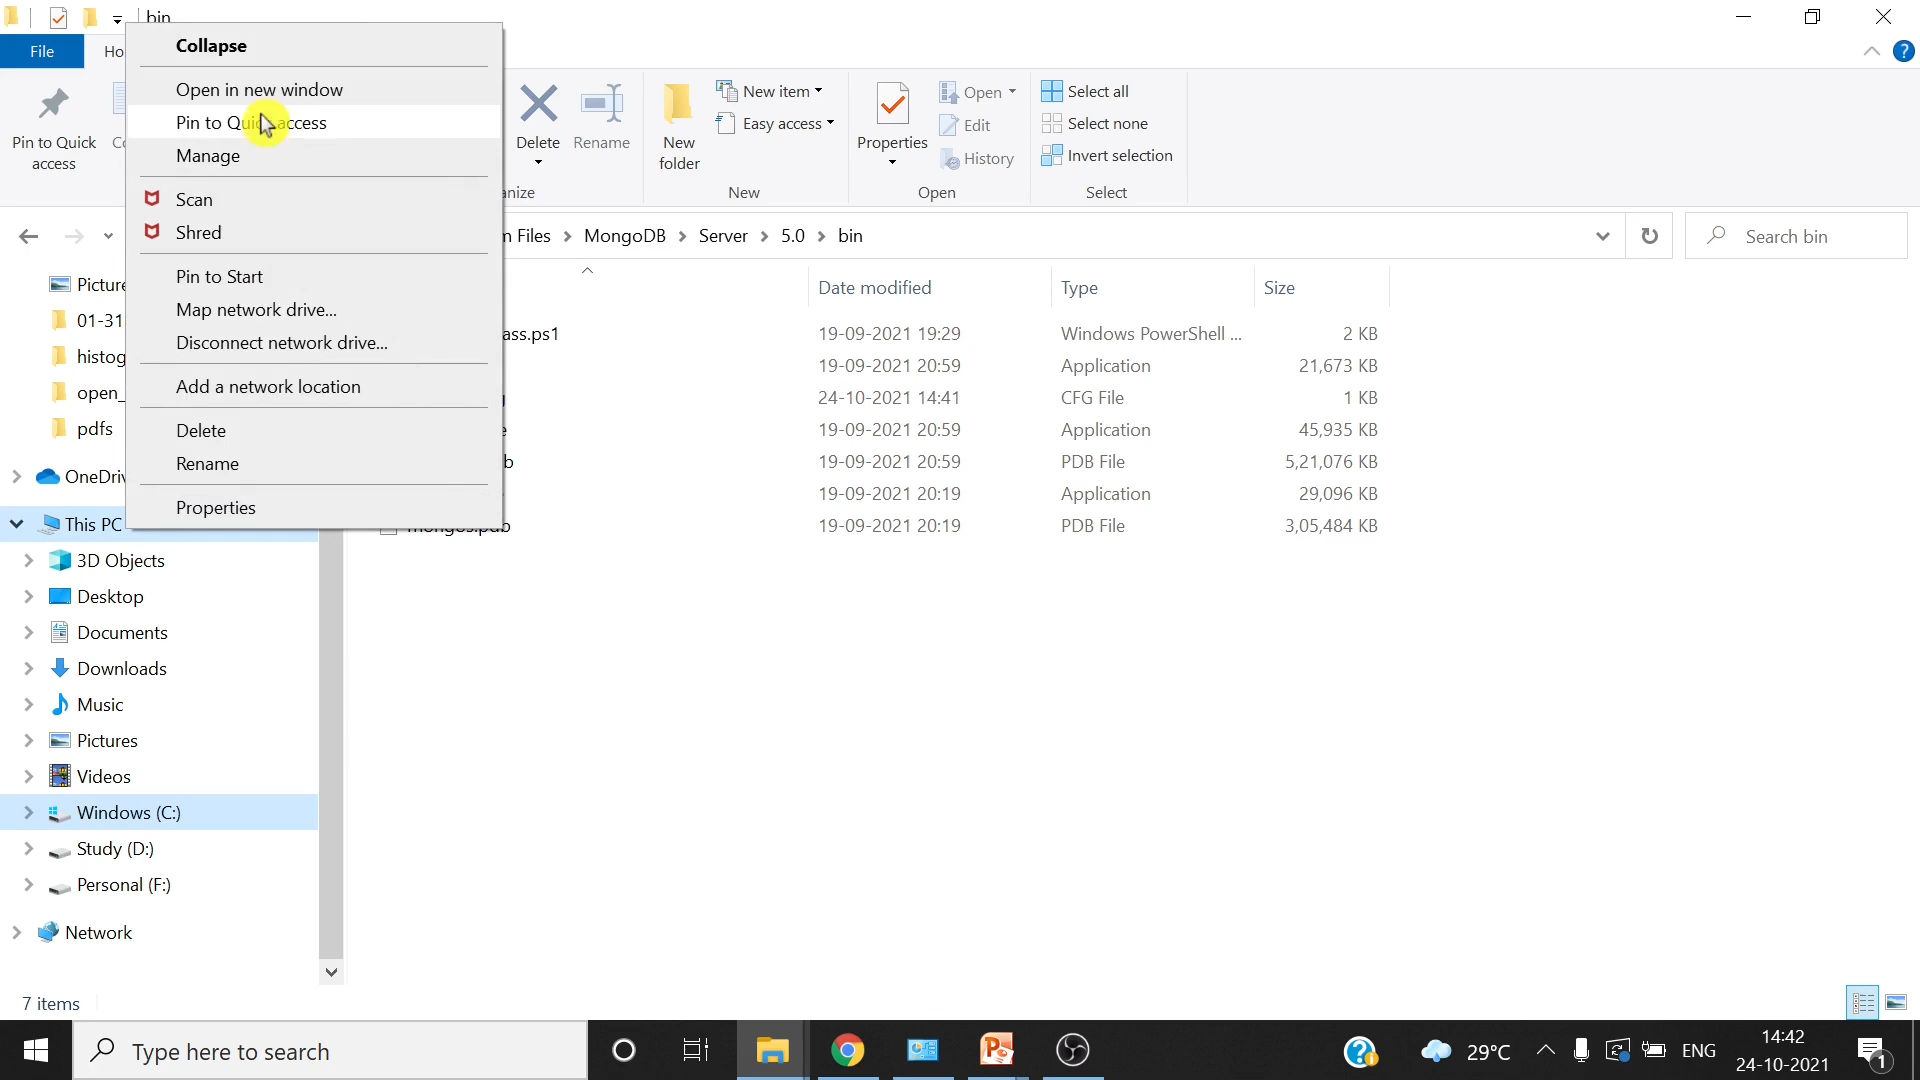 bin
File
Ho
Collapse
Open in new window
Pin to Quick access
Manage
Scan
Shred
Pin to Start
Map network drive...
Disconnect network drive...
Add a network location
Delete
Rename
Properties
Pin to Quick
access
Delete
Rename
anize
New
folder
New item
Easy access
New
Properties
Open
Edit
History
Open
Select all
Select none
Invert selection
Select
m Files > MongoDB > Server > 5.0 > bin
Search bin
Date modified Type Size
ass.ps1 19-09-2021 19:29 Windows PowerShell ... 2 KB
19-09-2021 20:59 Application 21,673 KB
24-10-2021 14:41 CFG File 1 KB
19-09-2021 20:59 Application 45,935 KB
19-09-2021 20:59 PDB File 5,21,076 KB
19-09-2021 20:19 Application 29,096 KB
mongos.pdb 19-09-2021 20:19 PDB File 3,05,484 KB
Picture
01-31
histog
open_
pdfs
OneDriv
This PC
3D Objects
Desktop
Documents
Downloads
Music
Pictures
Videos
Windows (C:)
Study (D:)
Personal (F:)
Network
7 items
Type here to search
29°C
ENG
14:42
24-10-2021
1